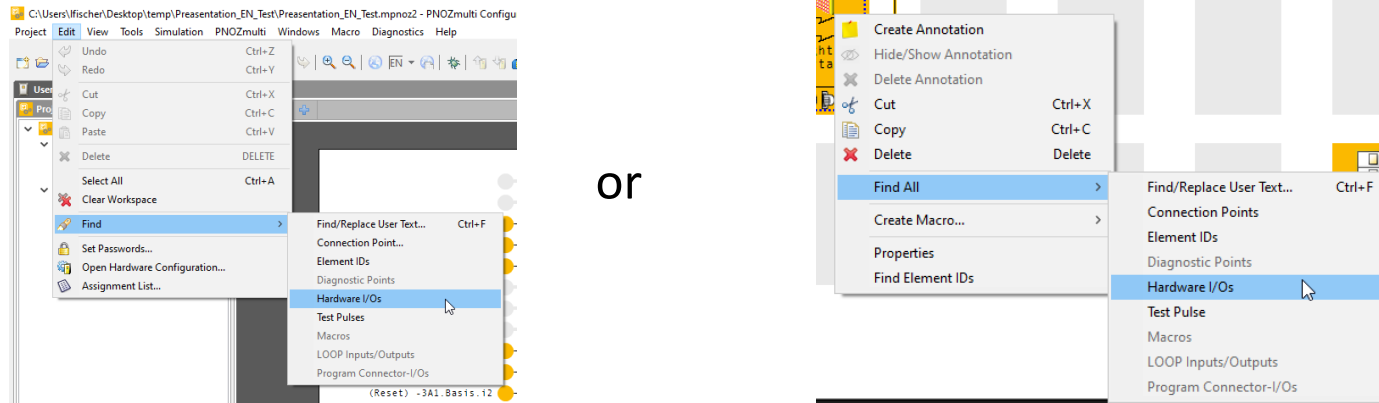 C:\Users\lfischer\Desktop\temp\Preasentation_EN_Test\Preasentation_EN_Test.mpnoz2 - PNOZmulti Configu
Project Edit View Tools Simulation PNOZmulti Windows Macro Diagnostics Help
EN
User
Pro
Undo Ctrl+Z
Redo Ctrl+Y
Cut Ctrl+X
Copy Ctrl+C
Paste Ctrl+V
Delete DELETE
Select All Ctrl+A
Clear Workspace
Find
Set Passwords...
Open Hardware Configuration...
Assignment List...
Find/Replace User Text... Ctrl+F
Connection Point...
Element IDs
Diagnostic Points
Hardware I/Os
Test Pulses
Macros
LOOP Inputs/Outputs
Program Connector-I/Os
(Reset) -3A1.Basis.i2
or
ht
ta
Create Annotation
Hide/Show Annotation
Delete Annotation
Cut Ctrl+X
Copy Ctrl+C
Delete Delete
Find All
Create Macro...
Properties
Find Element IDs
Find/Replace User Text... Ctrl+F
Connection Points
Element IDs
Diagnostic Points
Hardware I/Os
Test Pulse
Macros
LOOP Inputs/Outputs
Program Connector-I/Os